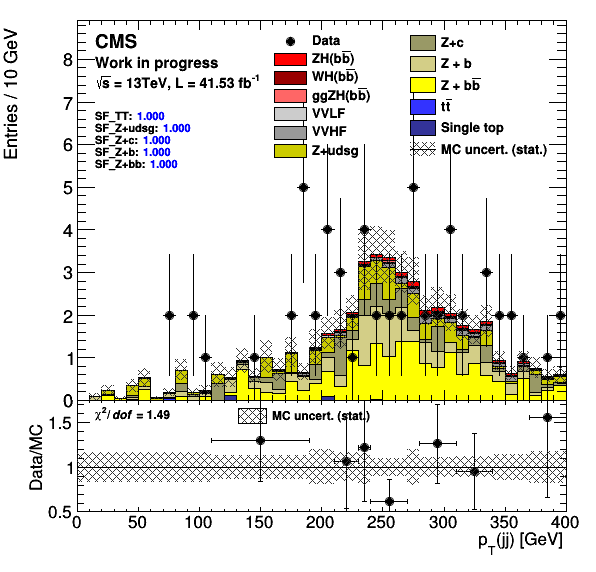 CMS
Work in progress
√s = 13TeV, L = 41.53 fb⁻¹
SF_TT: 1.000
SF_Z+udsg: 1.000
SF_Z+c: 1.000
SF_Z+b: 1.000
SF_Z+bb: 1.000
Data
ZH(bb̅)
WH(bb̅)
ggZH(bb̅)
VVLF
VVHF
Z+udsg
Z+c
Z + b
Z + bb̅
tt̅
Single top
MC uncert. (stat.)
Entries / 10 GeV
8
7
6
5
4
3
2
1
0
χ²/ dof = 1.49
MC uncert. (stat.)
Data/MC
1.5
1
0.5
0 50 100 150 200 250 300 350 400
p_T(jj) [GeV]